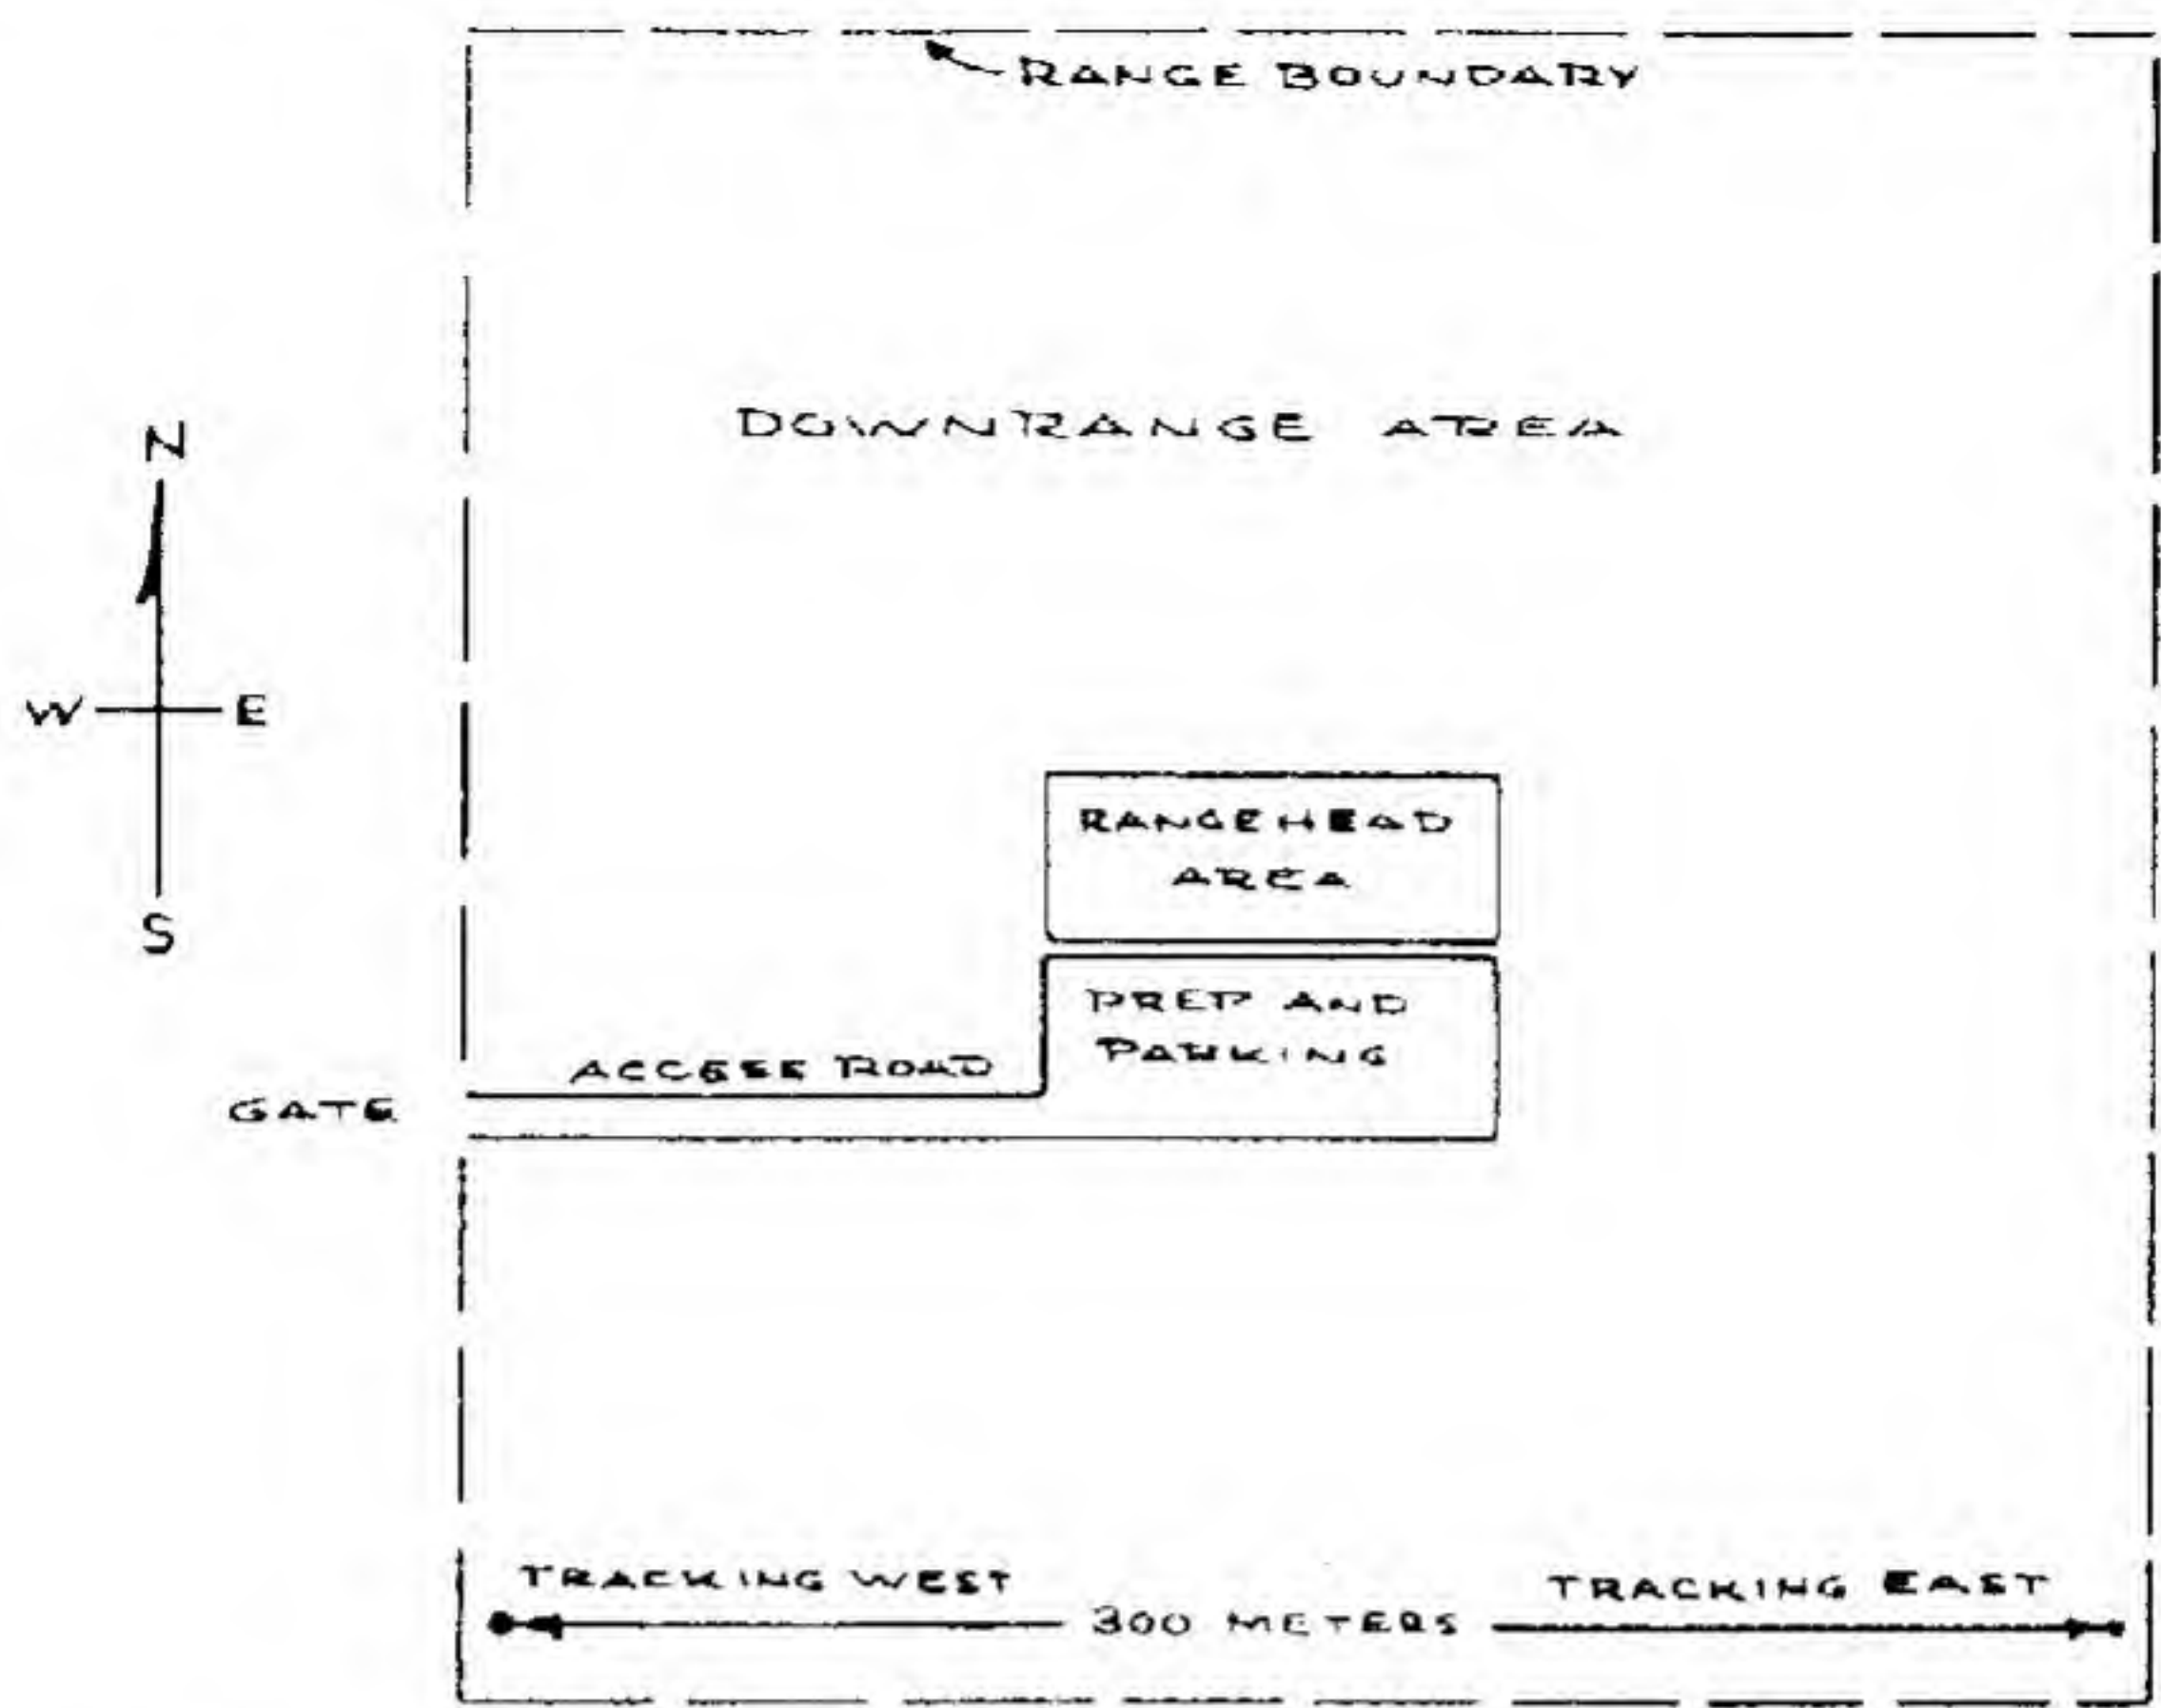 RANGE BOUNDARY
DOWNRANGE AREA
N
W E
S
RANGEHEAD
AREA
PREP AND
PARKING
ACCESS ROAD
GATE
TRACKING WEST
TRACKING EAST
300 METERS